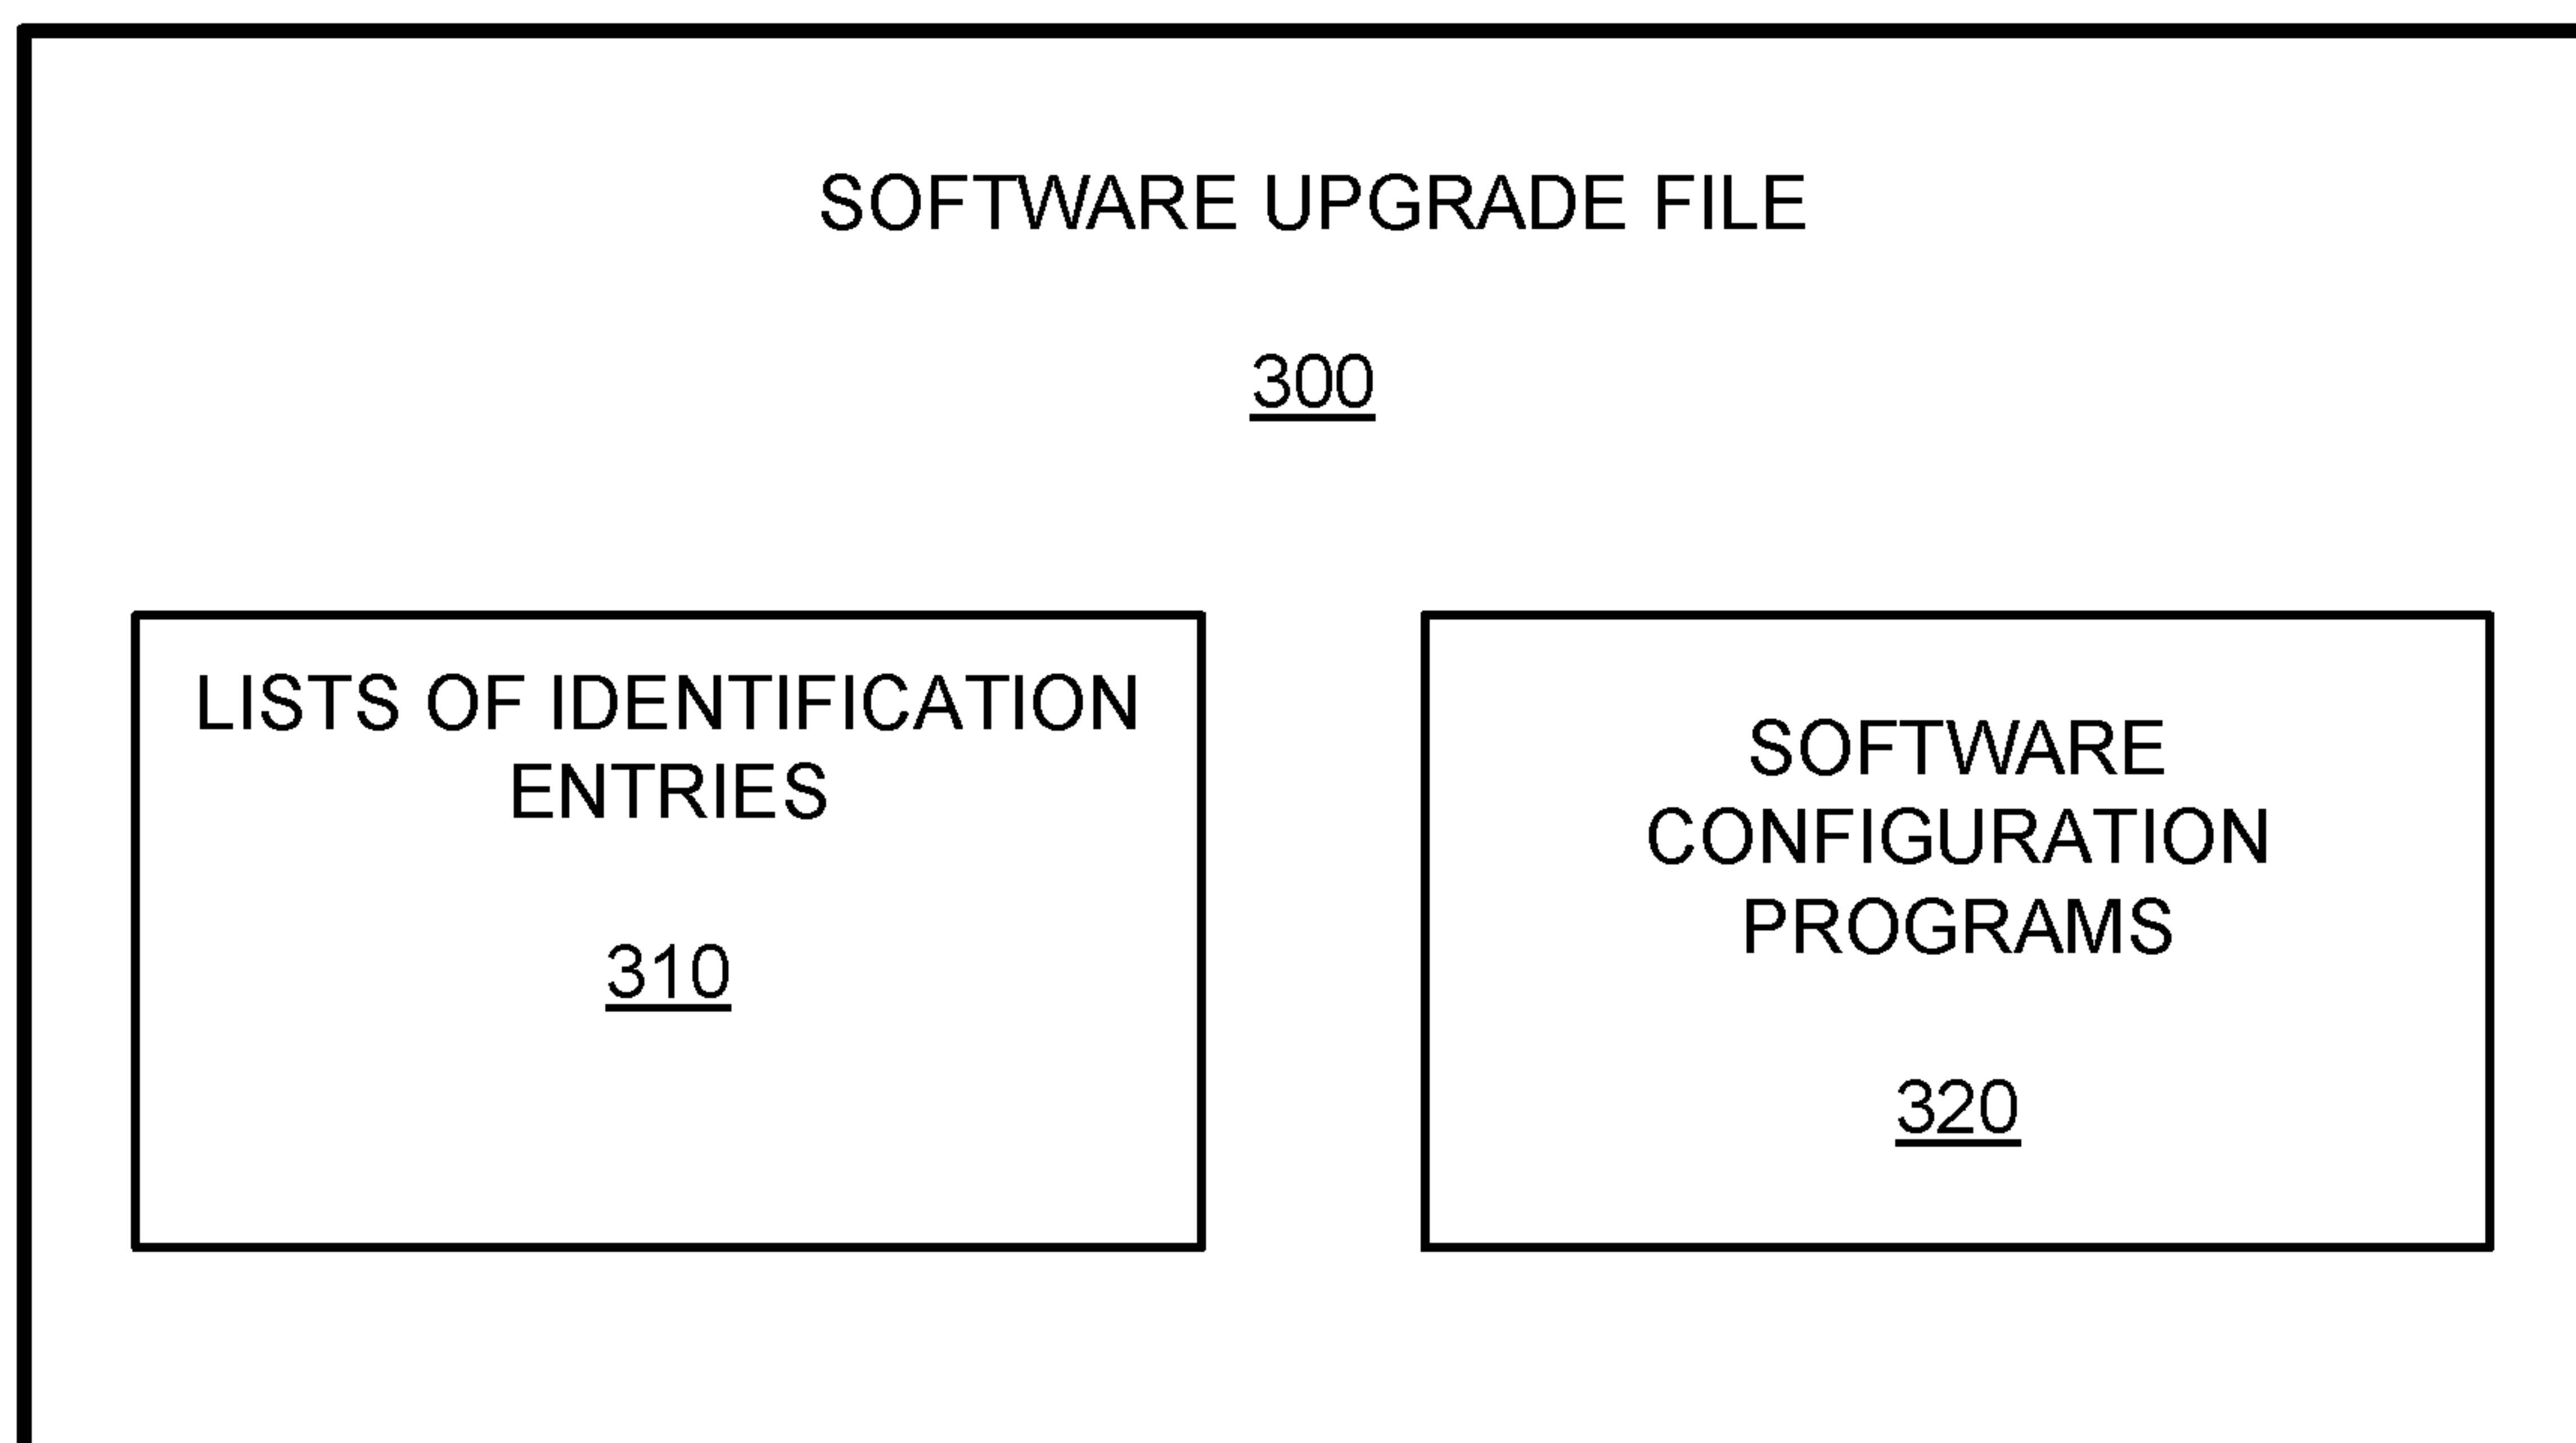 SOFTWARE UPGRADE FILE
300
LISTS OF IDENTIFICATION
ENTRIES
310
SOFTWARE
CONFIGURATION
PROGRAMS
320